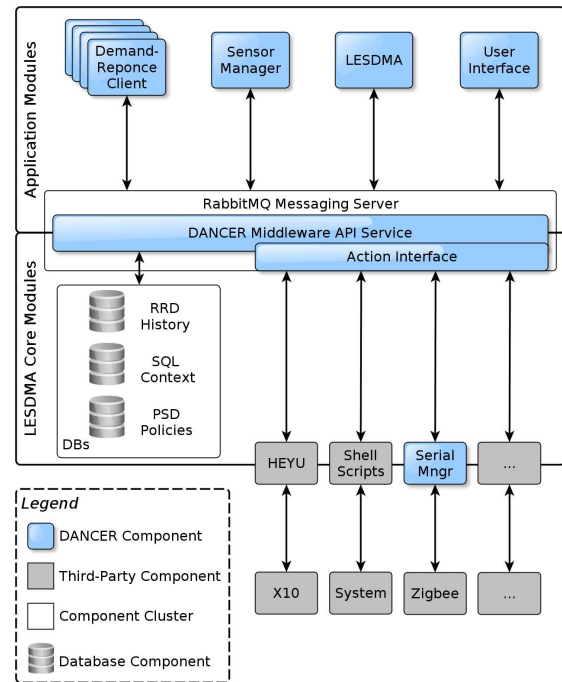 Application Modules
Demand-
Reponce
Client
Sensor
Manager
LESDMA
User
Interface
RabbitMQ Messaging Server
DANCER Middleware API Service
Action Interface
LESDMA Core Modules
RRD
History
SQL
Context
PSD
Policies
DBs
HEYU
Shell
Scripts
Serial
Mngr
...
X10
System
Zigbee
...
Legend
DANCER Component
Third-Party Component
Component Cluster
Database Component